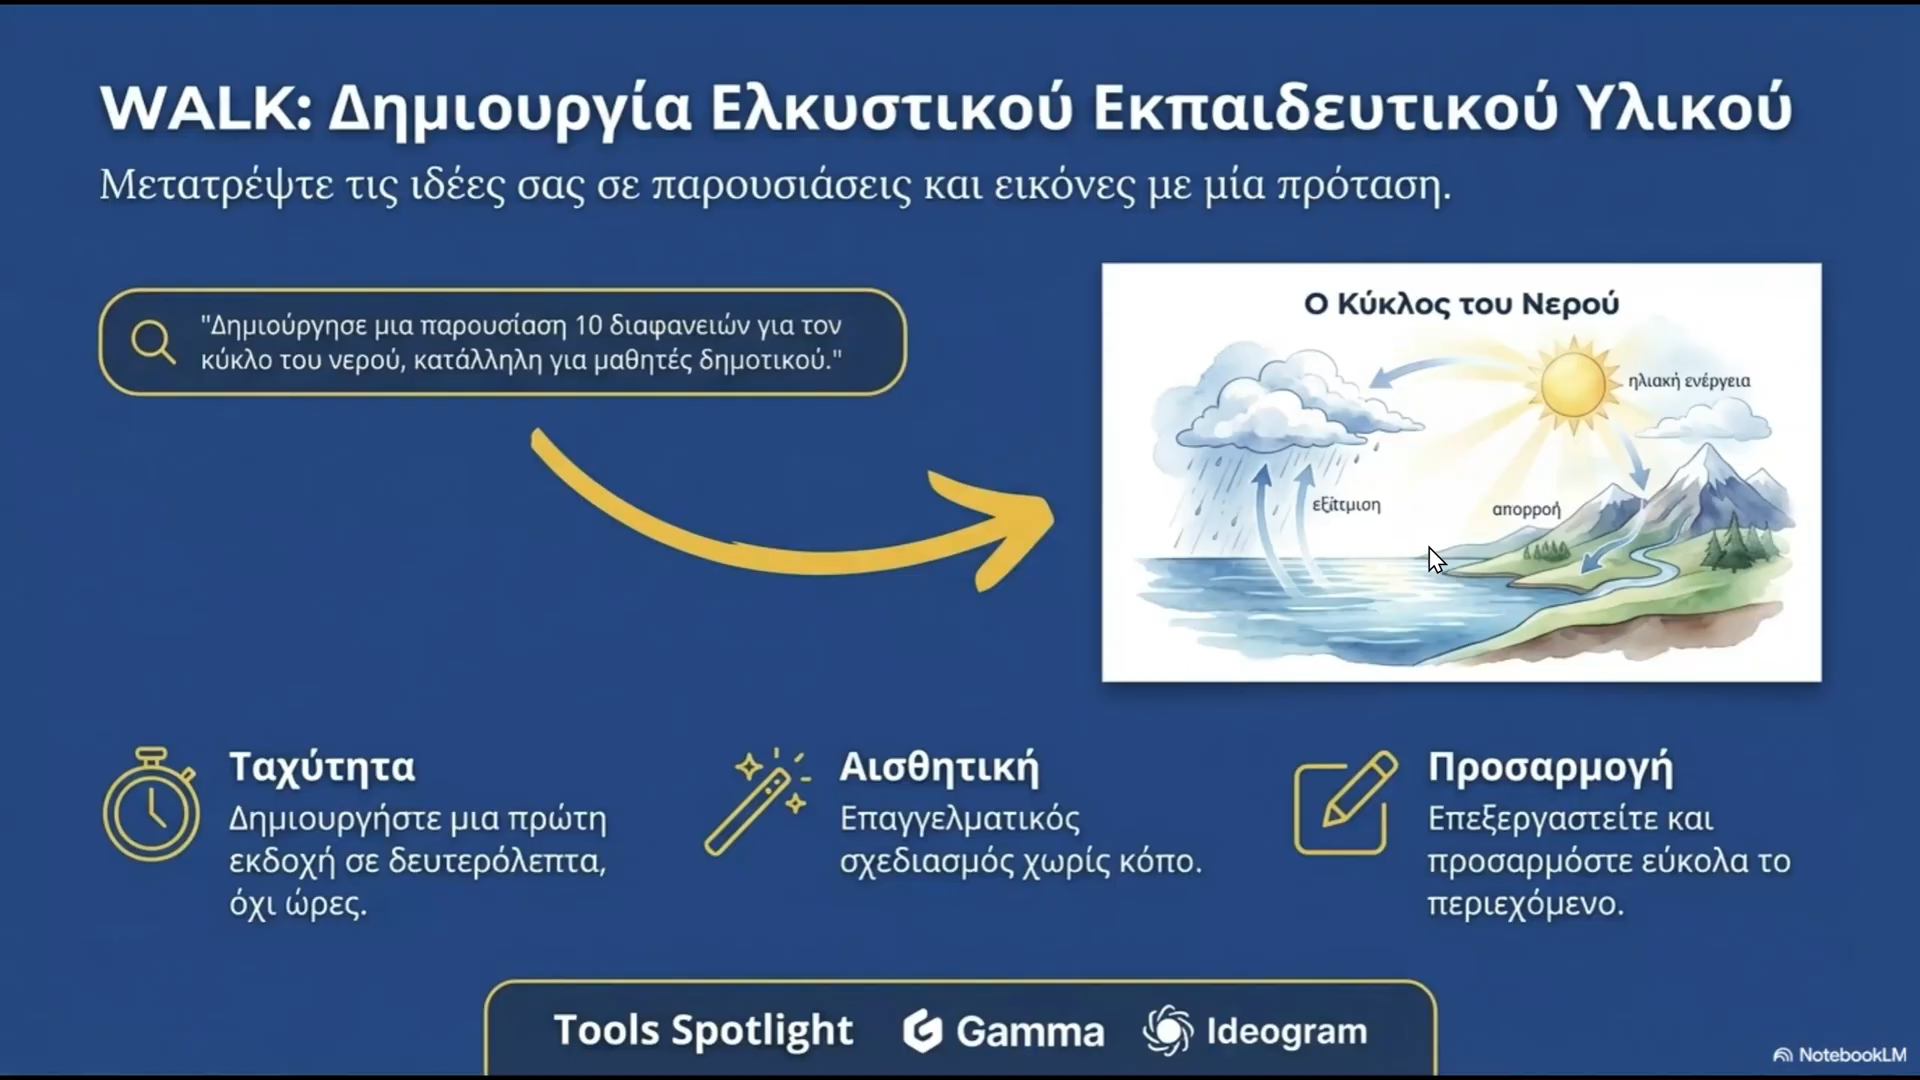 WALK: Δημιουργία Ελκυστικού Εκπαιδευτικού Υλικού
Μετατρέψτε τις ιδέες σας σε παρουσιάσεις και εικόνες με μία πρόταση.
"Δημιούργησε μια παρουσίαση 10 διαφανειών για τον
κύκλο του νερού, κατάλληλη για μαθητές δημοτικού."
Ο Κύκλος του Νερού
ηλιακή ενέργεια
εξίττμιση
απορροή
Ταχύτητα
Δημιουργήστε μια πρώτη
εκδοχή σε δευτερόλεπτα,
όχι ώρες.
Αισθητική
Επαγγελματικός
σχεδιασμός χωρίς κόπο.
Προσαρμογή
Επεξεργαστείτε και
προσαρμόστε εύκολα το
περιεχόμενο.
Tools Spotlight Gamma Ideogram
NotebookLM